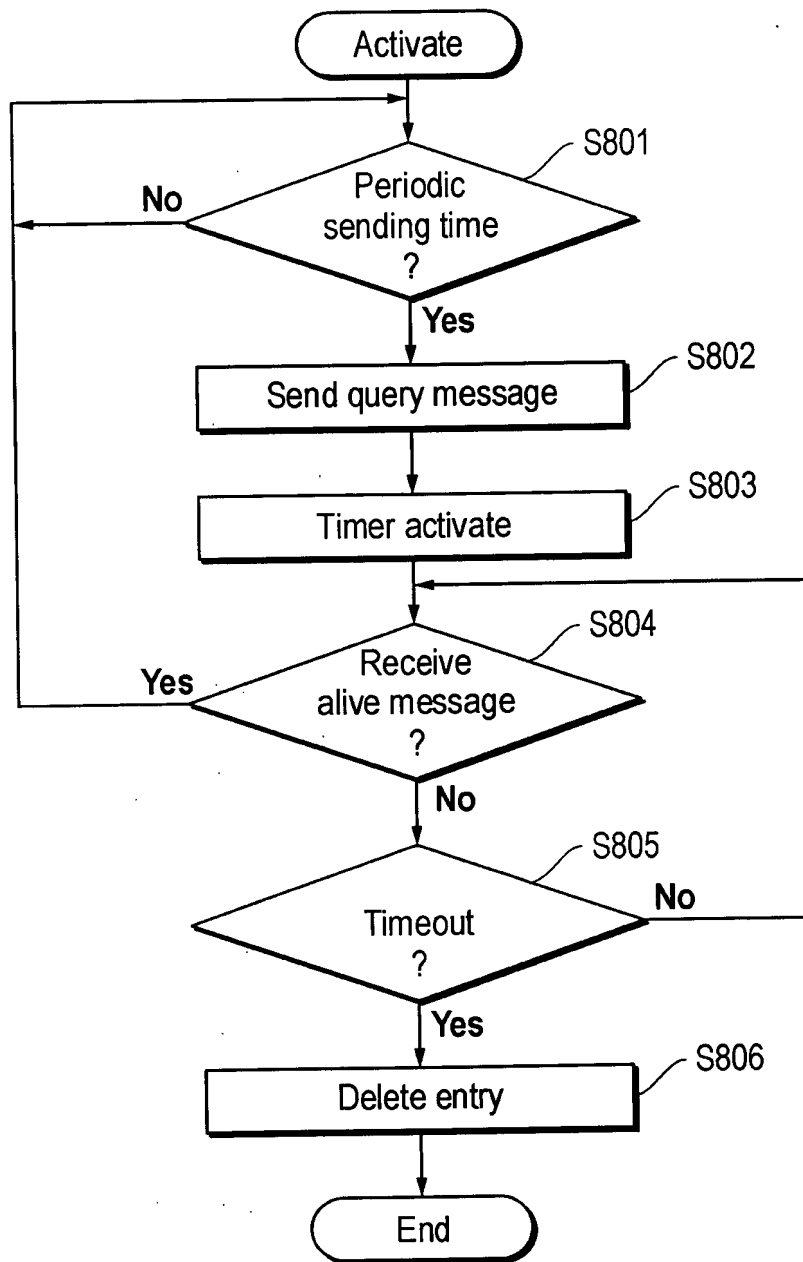 Activate
S801
Periodic
sending time
?
No
Yes
S802
Send query message
S803
Timer activate
S804
Receive
alive message
?
Yes
No
S805
Timeout
?
No
Yes
S806
Delete entry
End